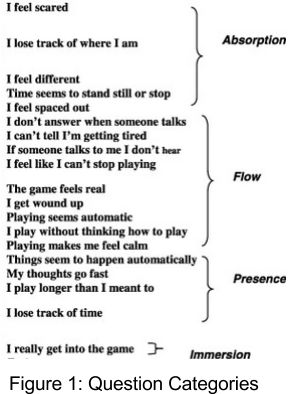 I feel scared
Absorption
I lose track of where I am
I feel different
Time seems to stand still or stop
I feel spaced out
I don't answer when someone talks
I can't tell I'm getting tired
If someone talks to me I don't hear
I feel like I can't stop playing
Flow
The game feels real
I get wound up
Playing seems automatic
I play without thinking how to play
Playing makes me feel calm
Things seem to happen automatically
My thoughts go fast
Presence
I play longer than I meant to
I lose track of time
I really get into the game
Immersion
Figure 1: Question Categories